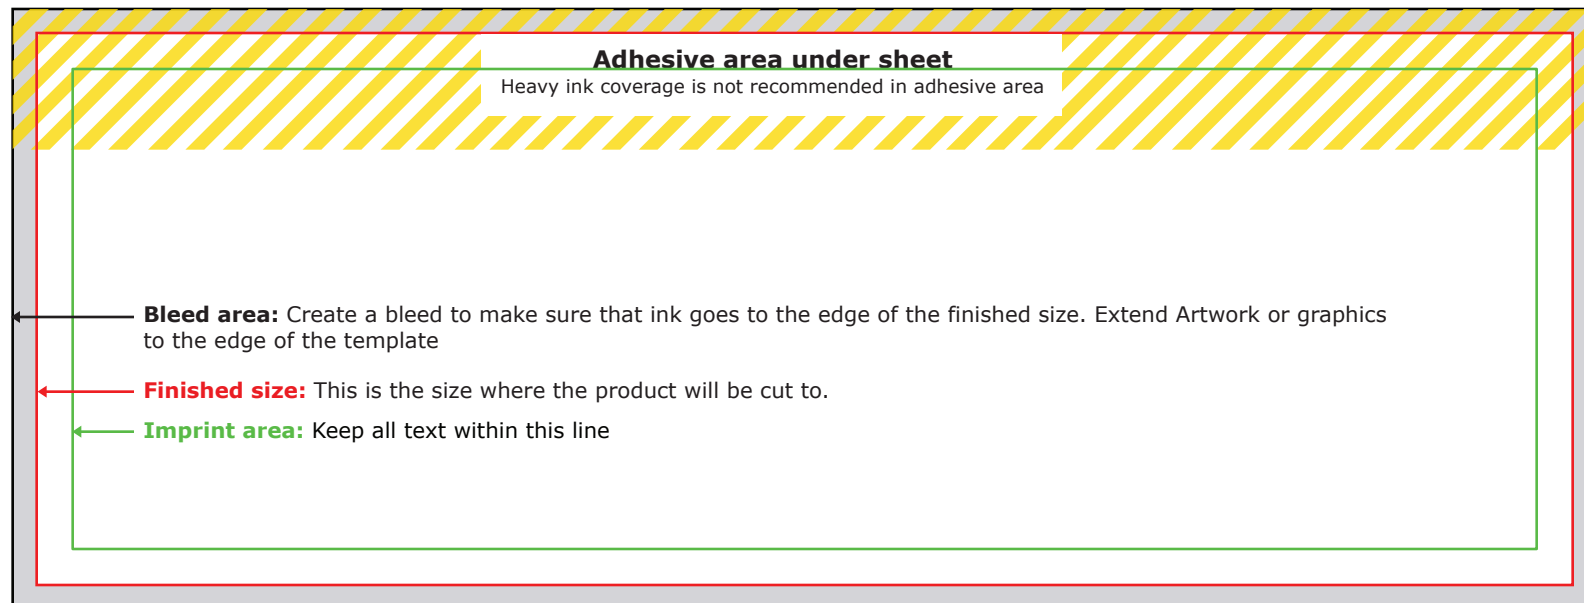 Adhesive area under sheet
Heavy ink coverage is not recommended in adhesive area
Bleed area: Create a bleed to make sure that ink goes to the edge of the finished size. Extend Artwork or graphics
to the edge of the template
Finished size: This is the size where the product will be cut to.
Imprint area: Keep all text within this line